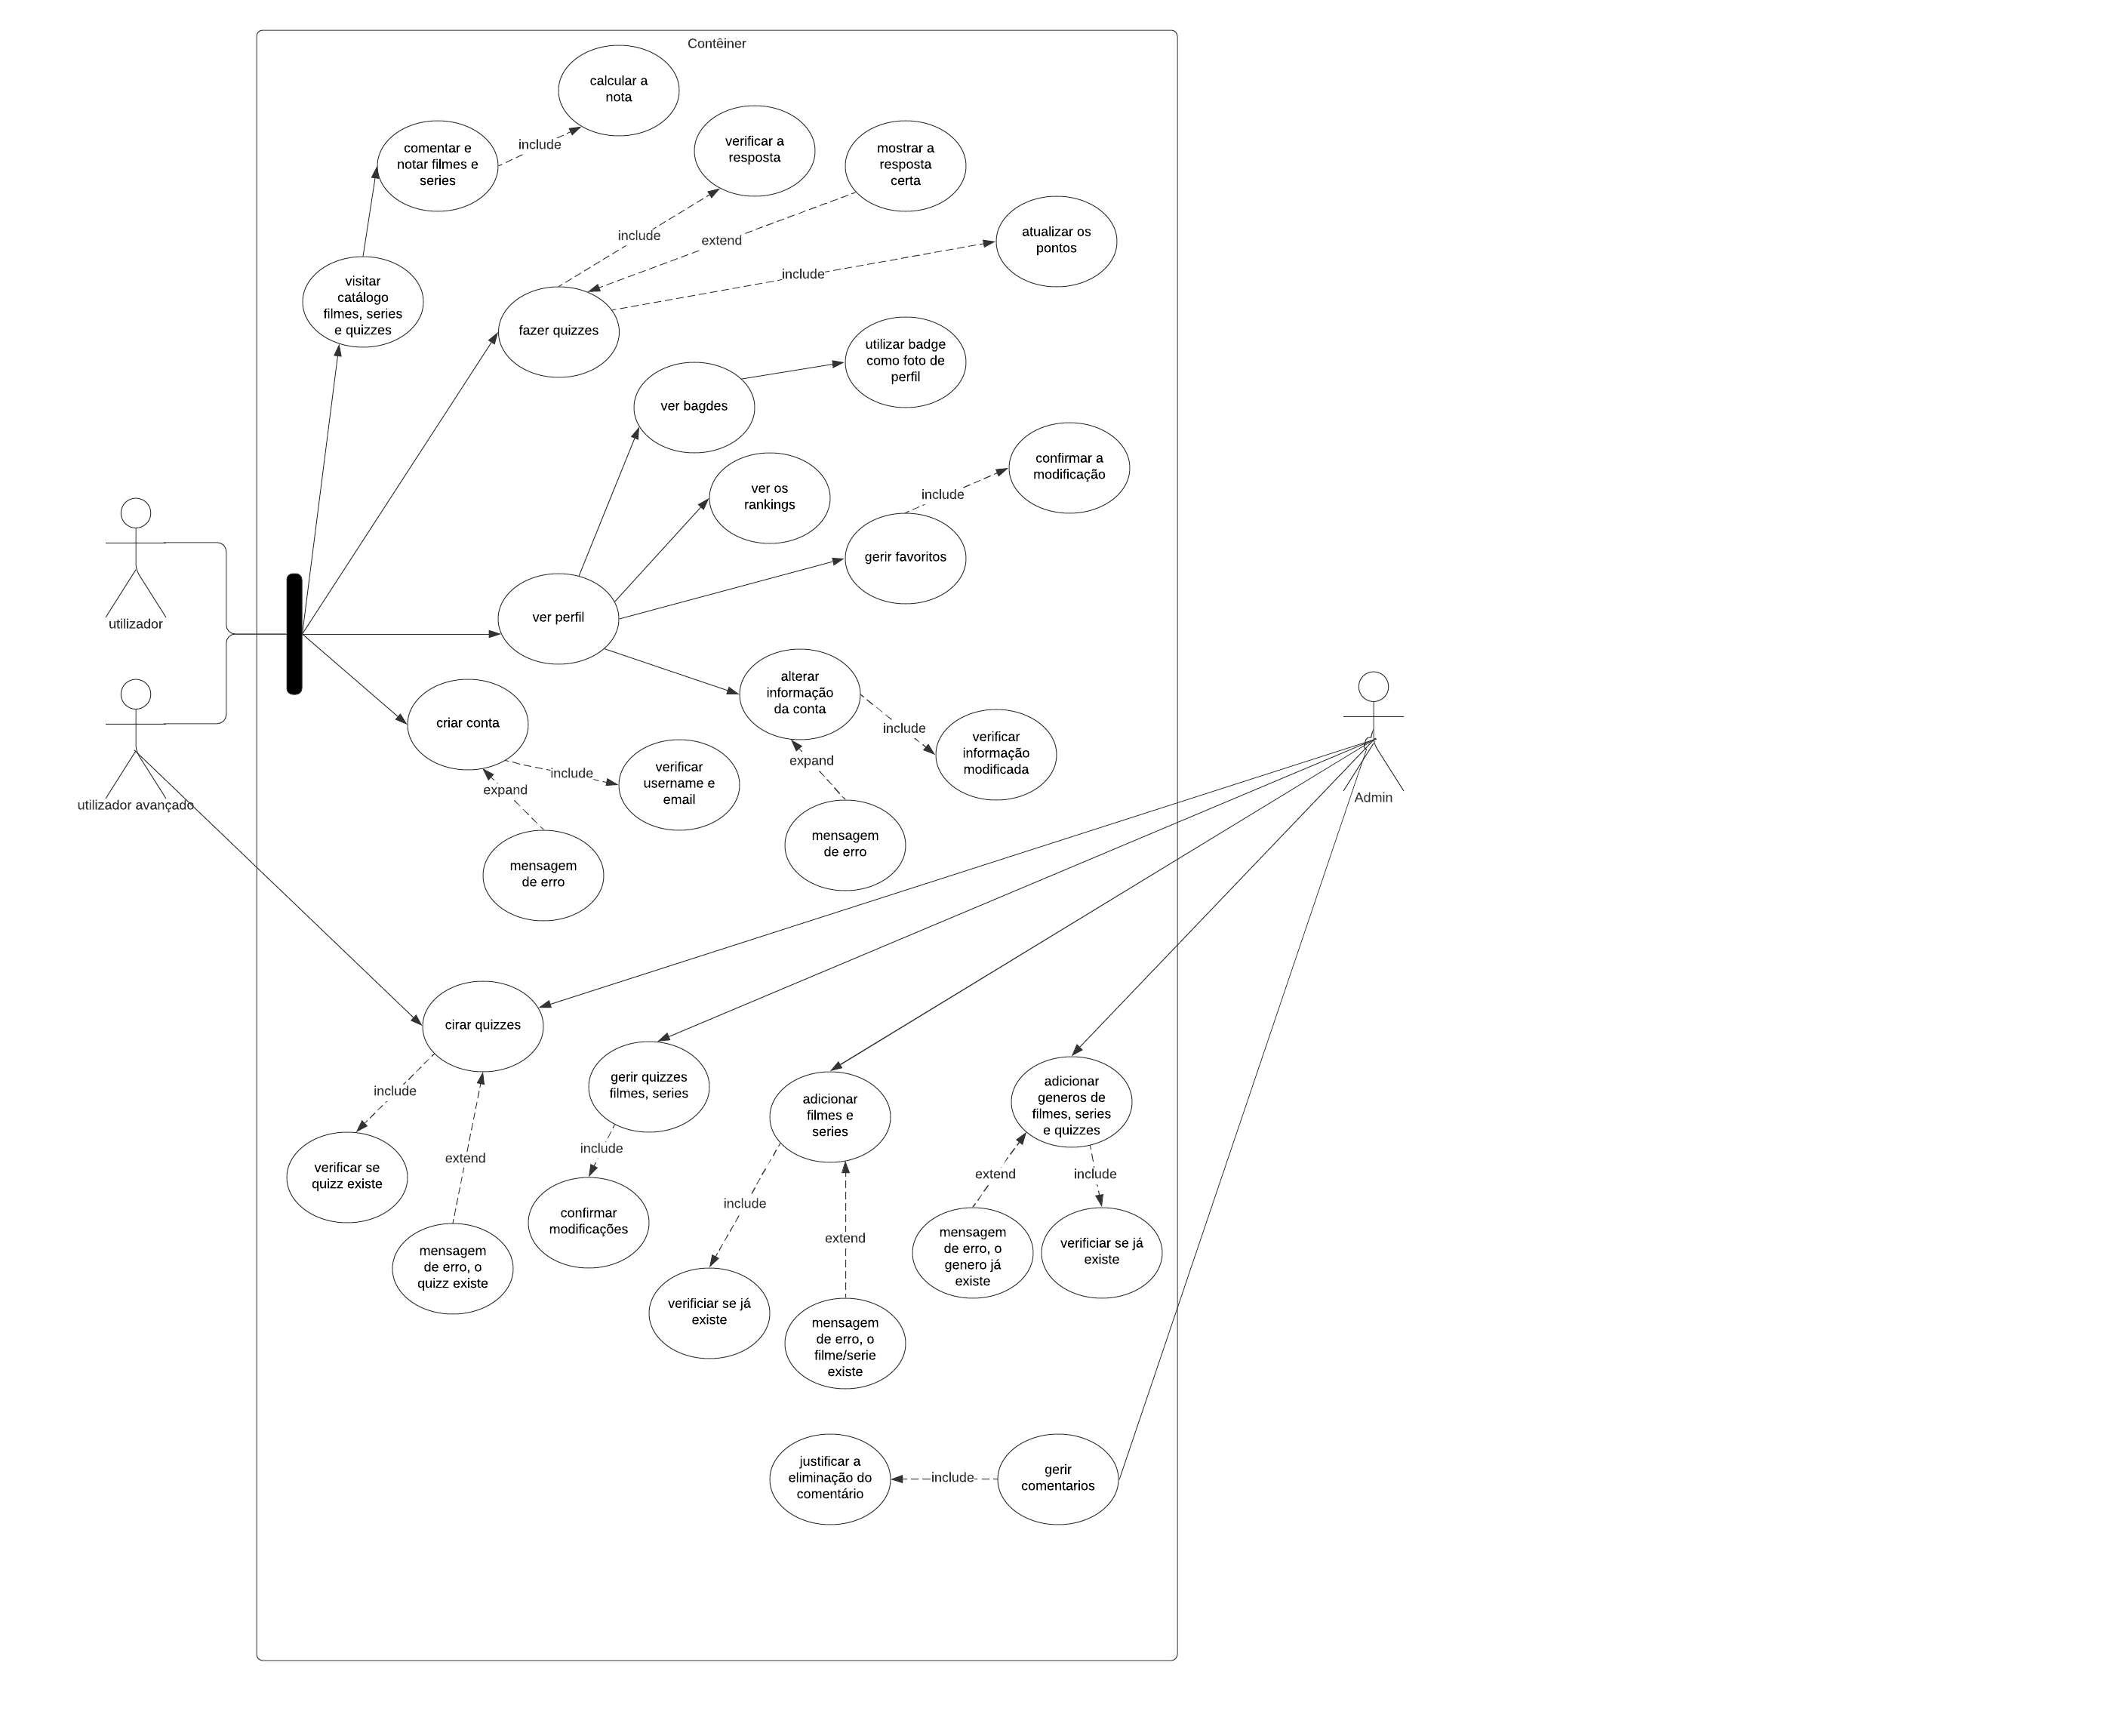 Contêiner
calcular a
nota
comentar e
notar filmes e
series
include
verificar a
resposta
mostrar a
resposta
certa
include
extend
atualizar os
pontos
include
visitar
catálogo
filmes, series
e quizzes
fazer quizzes
utilizar badge
como foto de
perfil
ver bagdes
confirmar a
modificação
ver os
rankings
include
gerir favoritos
utilizador
ver perfil
alterar
informação
da conta
criar conta
include
verificar
informação
modificada
expand
include
verificar
username e
email
expand
utilizador avançado
Admin
mensagem
de erro
mensagem
de erro
cirar quizzes
gerir quizzes
filmes, series
adicionar
filmes e
series
adicionar
generos de
filmes, series
e quizzes
include
extend
include
include
extend
extend
include
verificar se
quizz existe
mensagem
de erro, o
quizz existe
confirmar
modificações
verificiar se já
existe
mensagem
de erro, o
filme/serie
existe
mensagem
de erro, o
genero já
existe
verificiar se já
existe
justificar a
eliminação do
comentário
include
gerir
comentarios